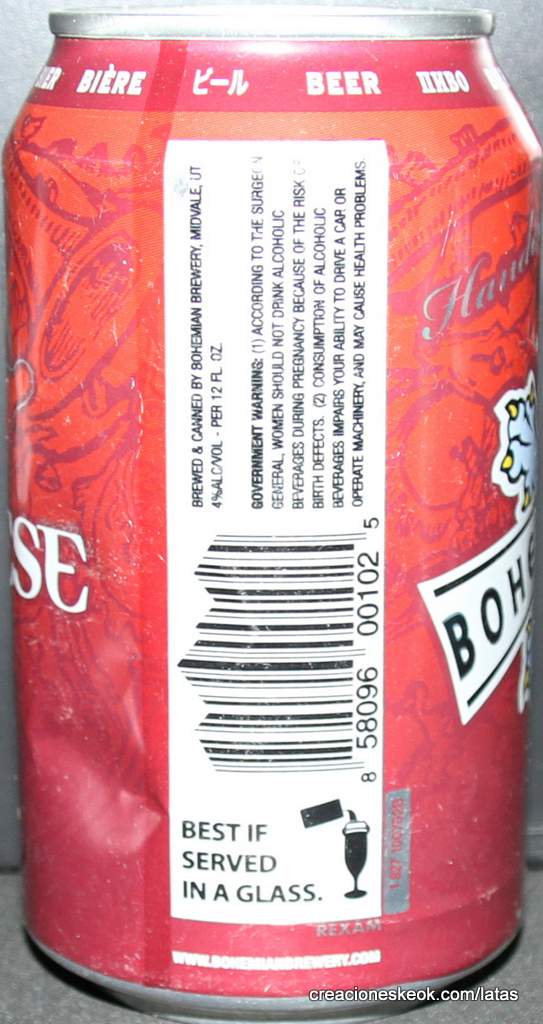 BIÈRE ビール BEER ПИВО
BREWED & CANNED BY BOHEMIAN BREWERY, MIDVALE, UT
4%ALC/VOL - PER 12 FL. OZ.
GOVERNMENT WARNING: (1) ACCORDING TO THE SURGEON
GENERAL, WOMEN SHOULD NOT DRINK ALCOHOLIC
BEVERAGES DURING PREGNANCY BECAUSE OF THE RISK OF
BIRTH DEFECTS. (2) CONSUMPTION OF ALCOHOLIC
BEVERAGES IMPAIRS YOUR ABILITY TO DRIVE A CAR OR
OPERATE MACHINERY, AND MAY CAUSE HEALTH PROBLEMS.
Hand
SSE
BOHE
8 58096 00102 5
BEST IF
SERVED
IN A GLASS.
REXAM
WWW.BOHEMIANBREWERY.COM
creacioneskeok.com/latas